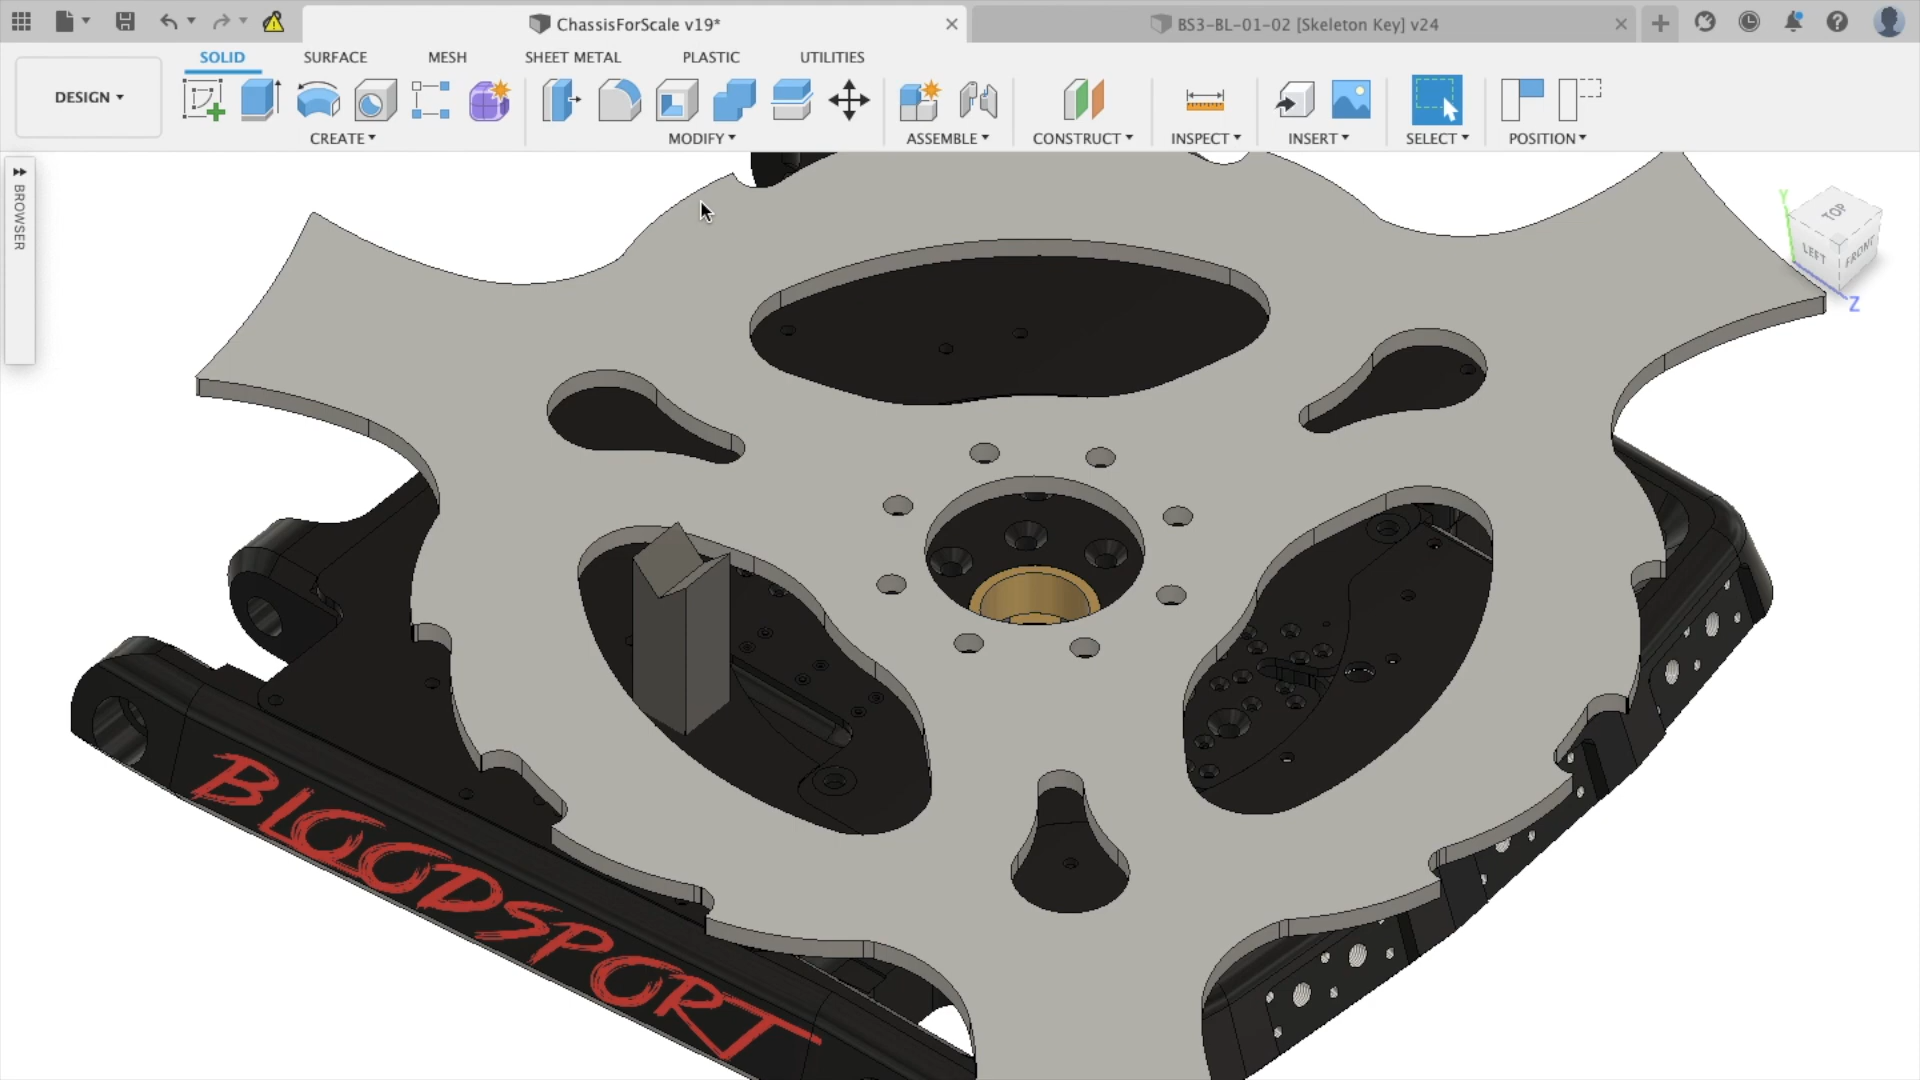 ChassisForScale v19*
BS3-BL-01-02 [Skeleton Key] v24
SOLID
SURFACE
MESH
SHEET METAL
PLASTIC
UTILITIES
DESIGN
CREATE
MODIFY
ASSEMBLE
CONSTRUCT
INSPECT
INSERT
SELECT
POSITION
BROWSER
Y
TOP
LEFT
FRONT
Z
BLOODSPORT